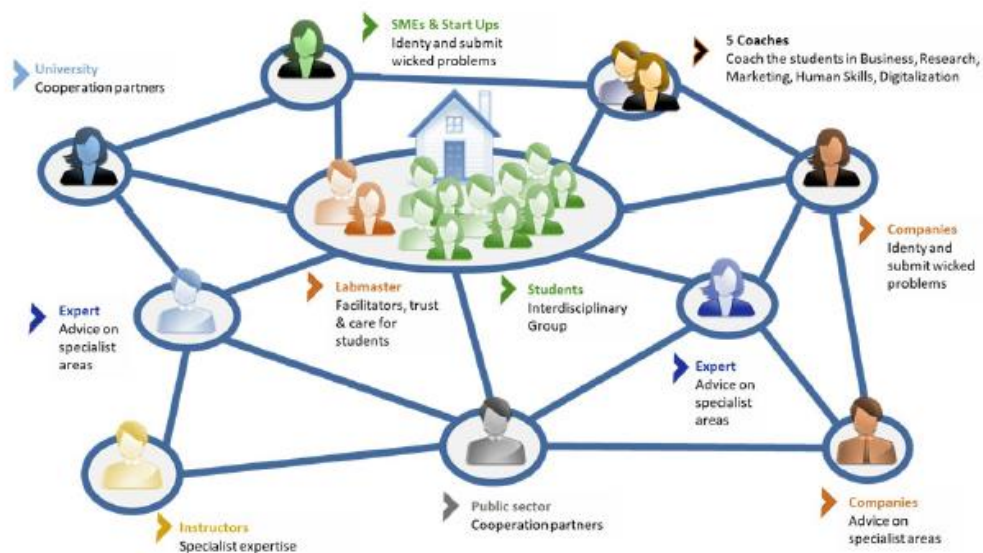 SMEs & Start Ups
Identy and submit
wicked problems
5 Coaches
Coach the students in Business, Research,
Marketing, Human Skills, Digitalization
University
Cooperation partners
Companies
Identy and
submit wicked
problems
Labmaster
Facilitators, trust
& care for
students
Students
Interdisciplinary
Group
Expert
Advice on
specialist
areas
Expert
Advice on
specialist
areas
Instructors
Specialist expertise
Public sector
Cooperation partners
Companies
Advice on
specialist areas